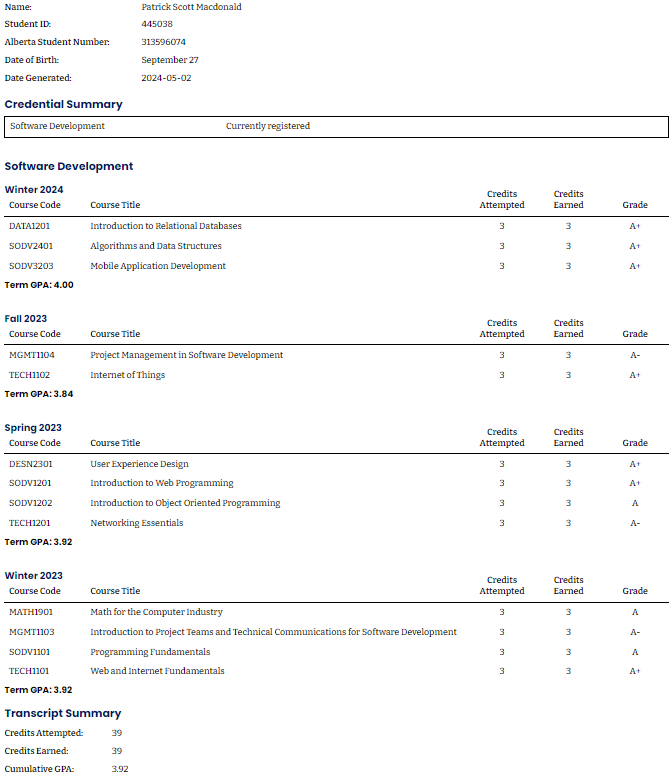 Name: Patrick Scott Macdonald
Student ID: 445038
Alberta Student Number: 313596074
Date of Birth: September 27
Date Generated: 2024-05-02
Credential Summary
Software Development Currently registered
Software Development
Winter 2024
Course Code Course Title Credits Attempted Credits Earned Grade
DATA1201 Introduction to Relational Databases 3 3 A+
SODV2401 Algorithms and Data Structures 3 3 A+
SODV3203 Mobile Application Development 3 3 A+
Term GPA: 4.00
Fall 2023
Course Code Course Title Credits Attempted Credits Earned Grade
MGMT1104 Project Management in Software Development 3 3 A-
TECH1102 Internet of Things 3 3 A+
Term GPA: 3.84
Spring 2023
Course Code Course Title Credits Attempted Credits Earned Grade
DESN2301 User Experience Design 3 3 A+
SODV1201 Introduction to Web Programming 3 3 A+
SODV1202 Introduction to Object Oriented Programming 3 3 A
TECH1201 Networking Essentials 3 3 A-
Term GPA: 3.92
Winter 2023
Course Code Course Title Credits Attempted Credits Earned Grade
MATH1901 Math for the Computer Industry 3 3 A
MGMT1103 Introduction to Project Teams and Technical Communications for Software Development 3 3 A-
SODV1101 Programming Fundamentals 3 3 A
TECH1101 Web and Internet Fundamentals 3 3 A+
Term GPA: 3.92
Transcript Summary
Credits Attempted: 39
Credits Earned: 39
Cumulative GPA: 3.92